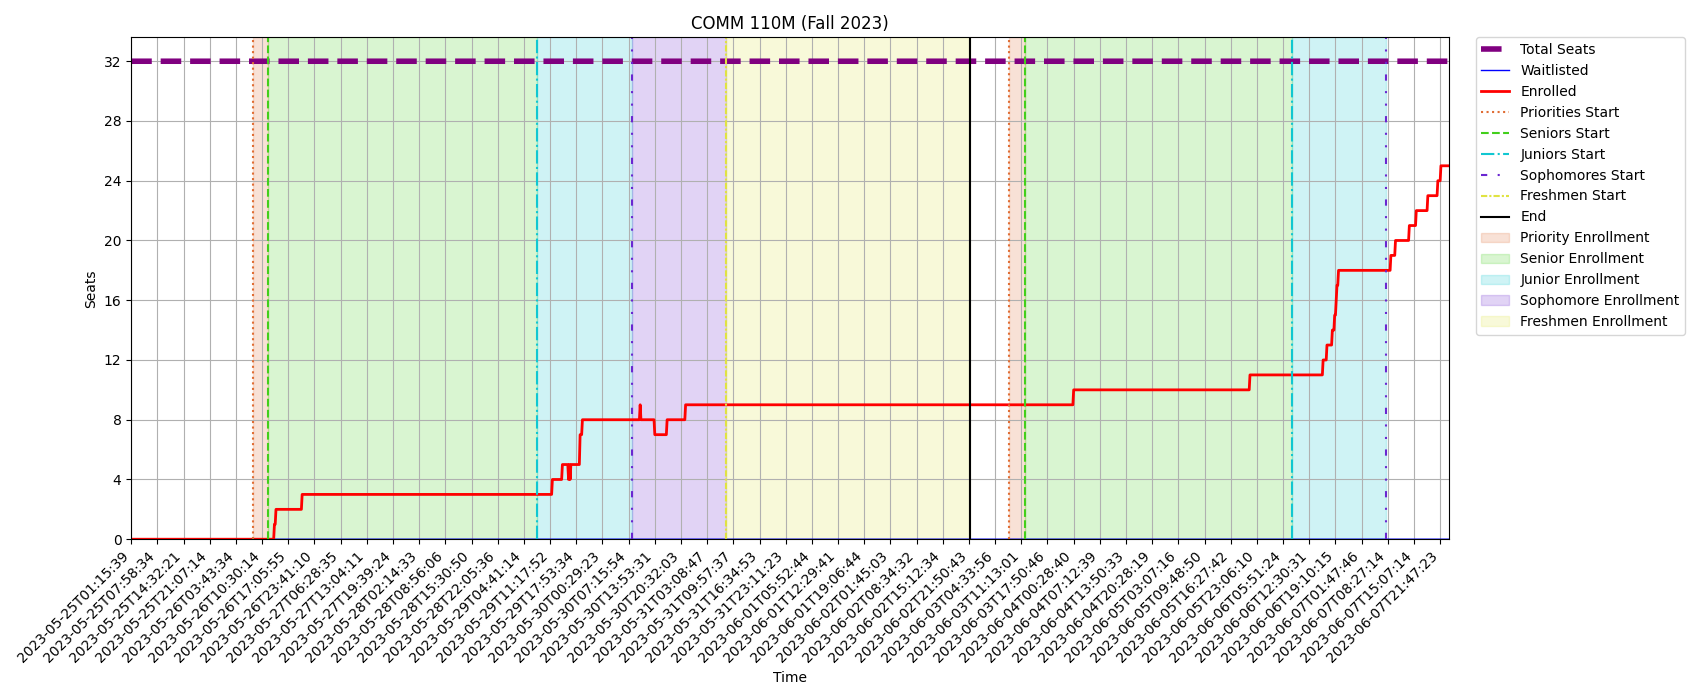 COMM 110M (Fall 2023)
Seats
32
28
24
20
16
12
8
4
0
2023-05-25T01:15:39
2023-05-25T07:58:34
2023-05-25T14:32:21
2023-05-25T21:07:14
2023-05-26T03:43:34
2023-05-26T10:30:14
2023-05-26T17:05:55
2023-05-26T23:41:10
2023-05-27T06:28:35
2023-05-27T13:04:11
2023-05-27T19:39:24
2023-05-28T02:14:33
2023-05-28T08:56:06
2023-05-28T15:30:50
2023-05-28T22:05:36
2023-05-29T04:41:14
2023-05-29T11:17:52
2023-05-29T17:53:34
2023-05-30T00:29:23
2023-05-30T07:15:54
2023-05-30T13:53:31
2023-05-30T20:32:03
2023-05-31T03:08:47
2023-05-31T09:57:37
2023-05-31T16:34:53
2023-05-31T23:11:23
2023-06-01T05:52:44
2023-06-01T12:29:41
2023-06-01T19:06:44
2023-06-02T01:45:03
2023-06-02T08:34:32
2023-06-02T15:12:34
2023-06-02T21:50:43
2023-06-03T04:33:56
2023-06-03T11:13:01
2023-06-03T17:50:46
2023-06-04T00:28:40
2023-06-04T07:12:39
2023-06-04T13:50:33
2023-06-04T20:28:19
2023-06-05T03:07:16
2023-06-05T09:48:50
2023-06-05T16:27:42
2023-06-05T23:06:10
2023-06-06T05:51:24
2023-06-06T12:30:31
2023-06-06T19:10:15
2023-06-07T01:47:46
2023-06-07T08:27:14
2023-06-07T15:07:14
2023-06-07T21:47:23
Time
Total Seats
Waitlisted
Enrolled
Priorities Start
Seniors Start
Juniors Start
Sophomores Start
Freshmen Start
End
Priority Enrollment
Senior Enrollment
Junior Enrollment
Sophomore Enrollment
Freshmen Enrollment